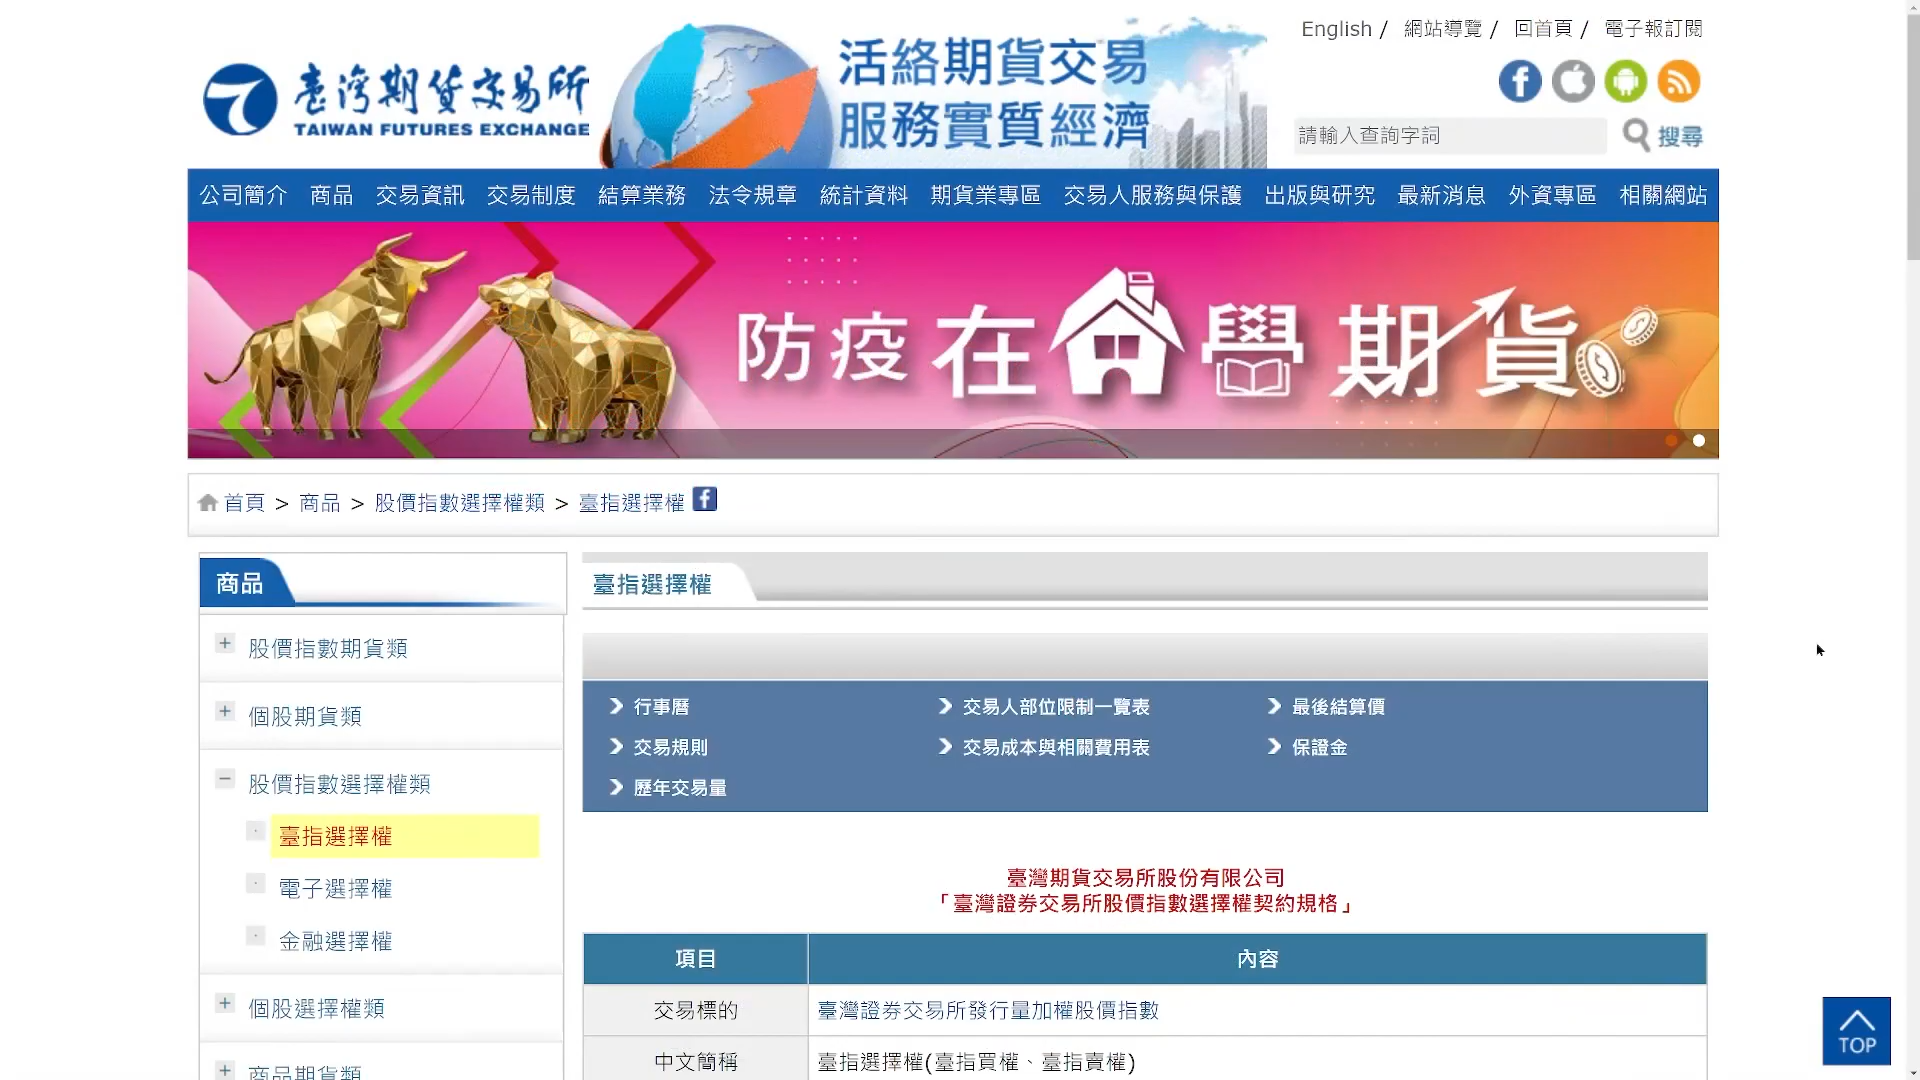 English / 網站導覽 / 回首頁 / 電子報訂閱
臺灣期貨交易所
TAIWAN FUTURES EXCHANGE
活絡期貨交易
服務實質經濟
請輸入查詢字詞
搜尋
公司簡介 商品 交易資訊 交易制度 結算業務 法令規章 統計資料 期貨業專區 交易人服務與保護 出版與研究 最新消息 外資專區 相關網站
防疫在學期貨
首頁 > 商品 > 股價指數選擇權類 > 臺指選擇權
商品
股價指數期貨類
個股期貨類
股價指數選擇權類
臺指選擇權
電子選擇權
金融選擇權
個股選擇權類
商品期貨類
臺指選擇權
行事曆 交易人部位限制一覽表 最後結算價
交易規則 交易成本與相關費用表 保證金
歷年交易量
臺灣期貨交易所股份有限公司
「臺灣證券交易所股價指數選擇權契約規格」
項目 內容
交易標的 臺灣證券交易所發行量加權股價指數
中文簡稱 臺指選擇權(臺指買權、臺指賣權)
TOP